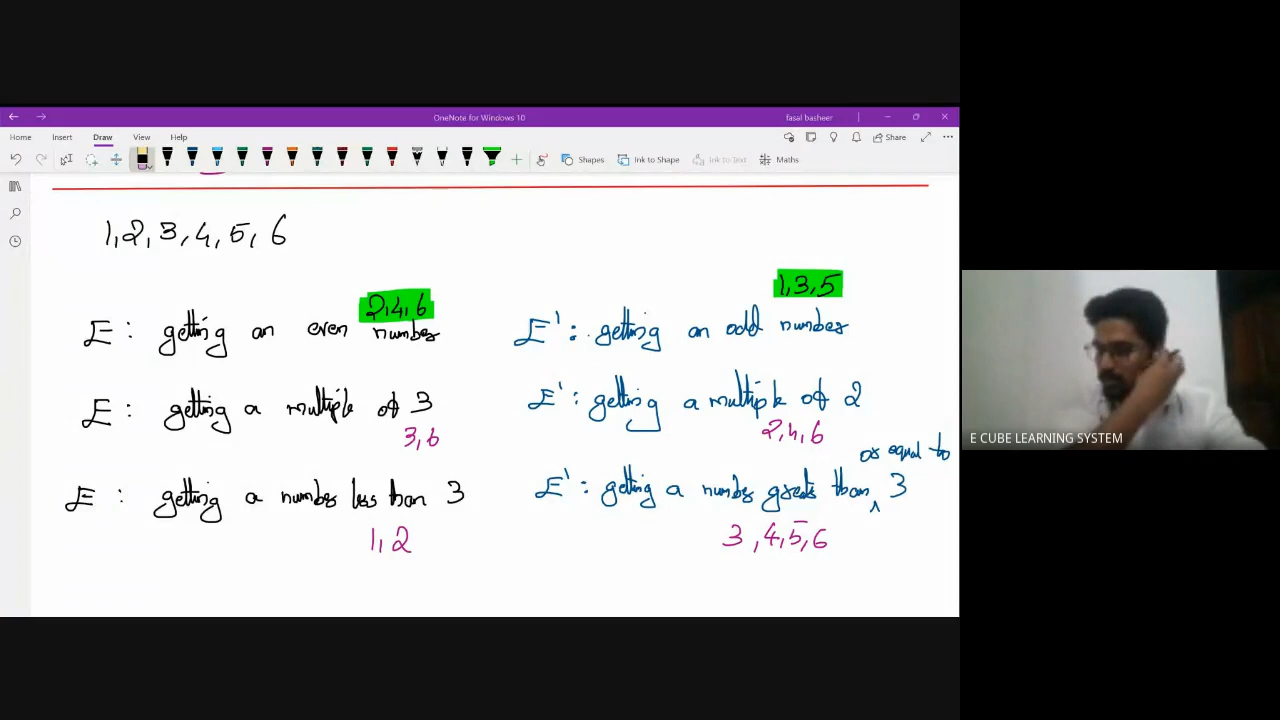 OneNote for Windows 10
fasal basheer
Home Insert Draw View Help
Share
Shapes Ink to Shape Ink to Text Maths
1, 2, 3, 4, 5, 6
2, 4, 6
1, 3, 5
E : getting an even number
E' : getting an odd number
E : getting a multiple of 3
E' : getting a multiple of 2
3, 6
2, 4, 6
or equal to
E : getting a number less than 3
E' : getting a number greater than ^ 3
1, 2
3, 4, 5, 6
E CUBE LEARNING SYSTEM